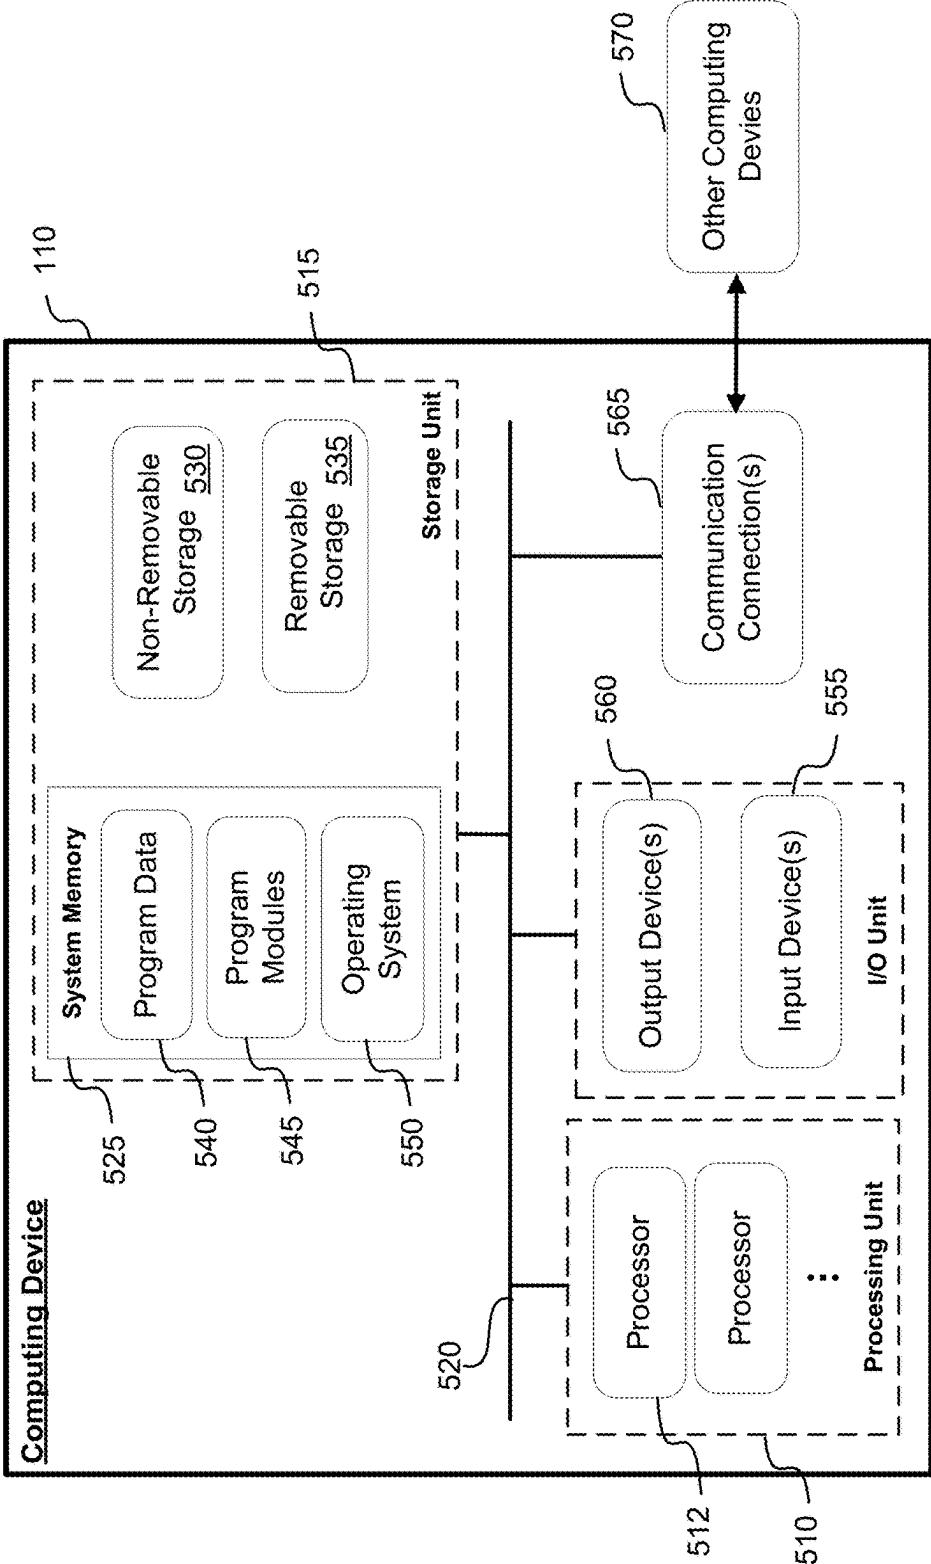 Computing Device
110
525
System Memory
540
Program Data
545
Program
Modules
550
Operating
System
Non-Removable
Storage 530
Removable
Storage 535
515
Storage Unit
520
Processor
Processor
...
Processing Unit
512
510
560
Output Device(s)
555
Input Device(s)
I/O Unit
565
Communication
Connection(s)
570
Other Computing
Devies